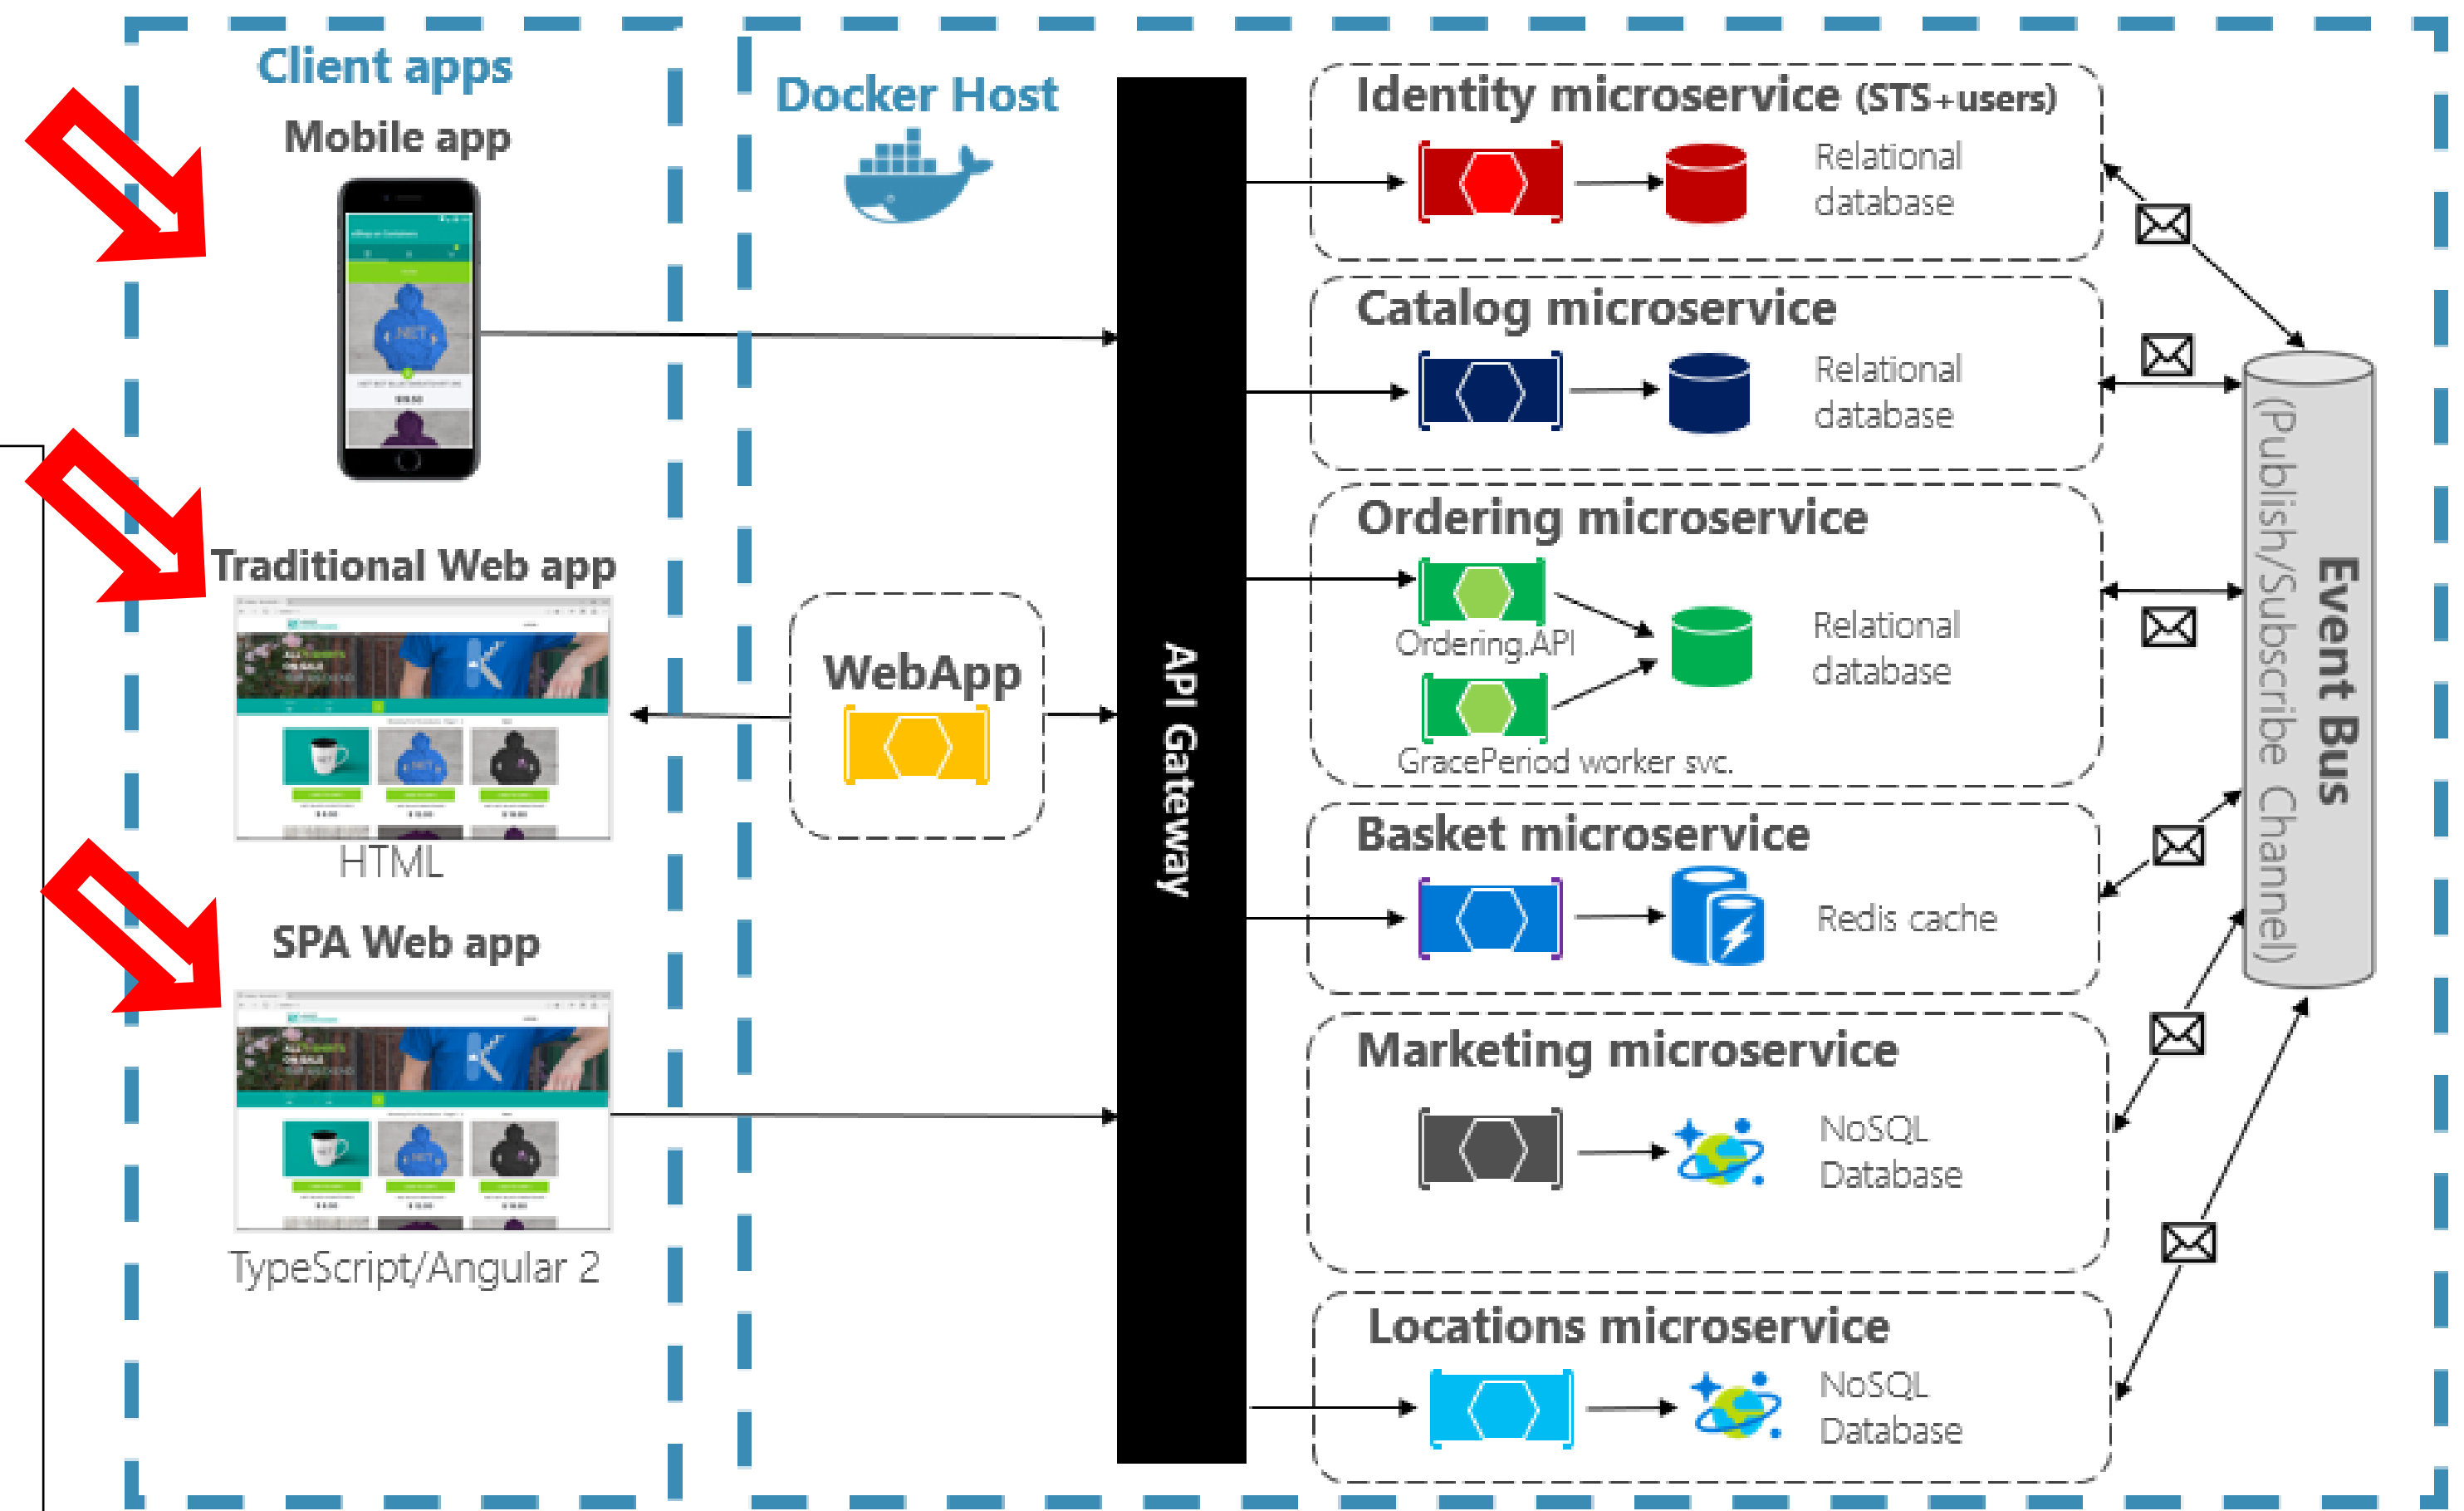 Client apps
Mobile app
Traditional Web app
HTML
SPA Web app
TypeScript/Angular 2
Docker Host
WebApp
API Gateway
Identity microservice (STS+users)
Relational
database
Catalog microservice
Relational
database
Ordering microservice
Ordering.API
GracePeriod worker svc.
Relational
database
Basket microservice
Redis cache
Marketing microservice
NoSQL
Database
Locations microservice
NoSQL
Database
Event Bus
(Publish/Subscribe Channel)